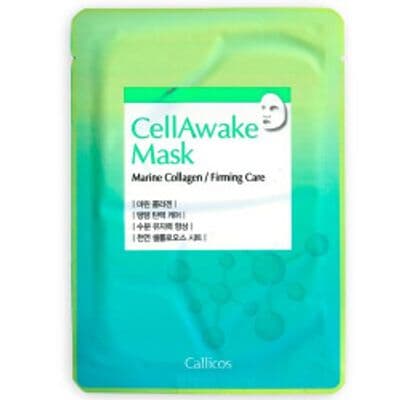 CellAwake
Mask
Marine Collagen / Firming Care
| 마린 콜라겐 |
| 탱탱 탄력 케어 |
| 수분 유지력 향상 |
| 천연 셀룰로오스 시트 |
Callicos